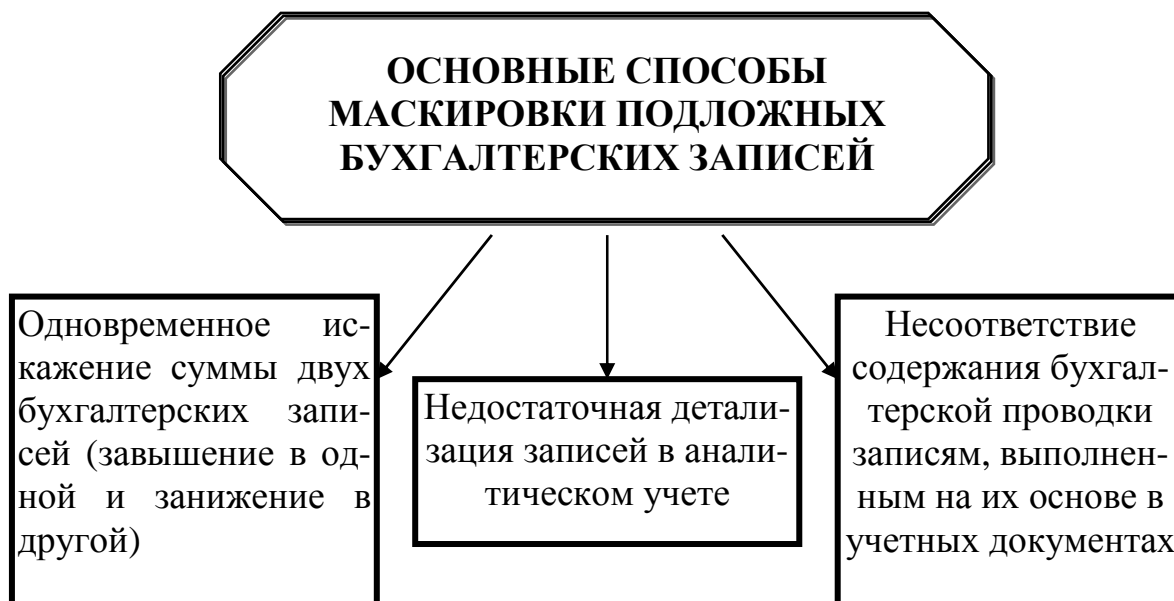 ОСНОВНЫЕ СПОСОБЫ
МАСКИРОВКИ ПОДЛОЖНЫХ
БУХГАЛТЕРСКИХ ЗАПИСЕЙ
Одновременное ис-
кажение суммы двух
бухгалтерских запи-
сей (завышение в од-
ной и занижение в
другой)
Недостаточная детали-
зация записей в анали-
тическом учете
Несоответствие
содержания бухгал-
терской проводки
записям, выполнен-
ным на их основе в
учетных документах